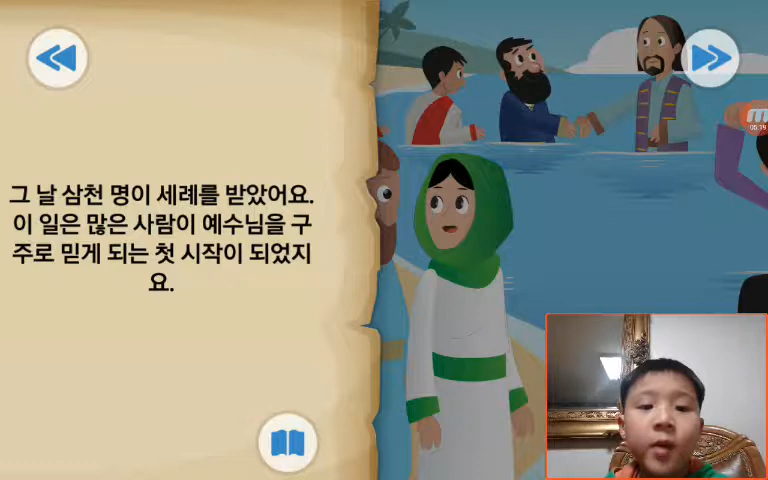 그 날 삼천 명이 세례를 받았어요.
이 일은 많은 사람이 예수님을 구
주로 믿게 되는 첫 시작이 되었지
요.